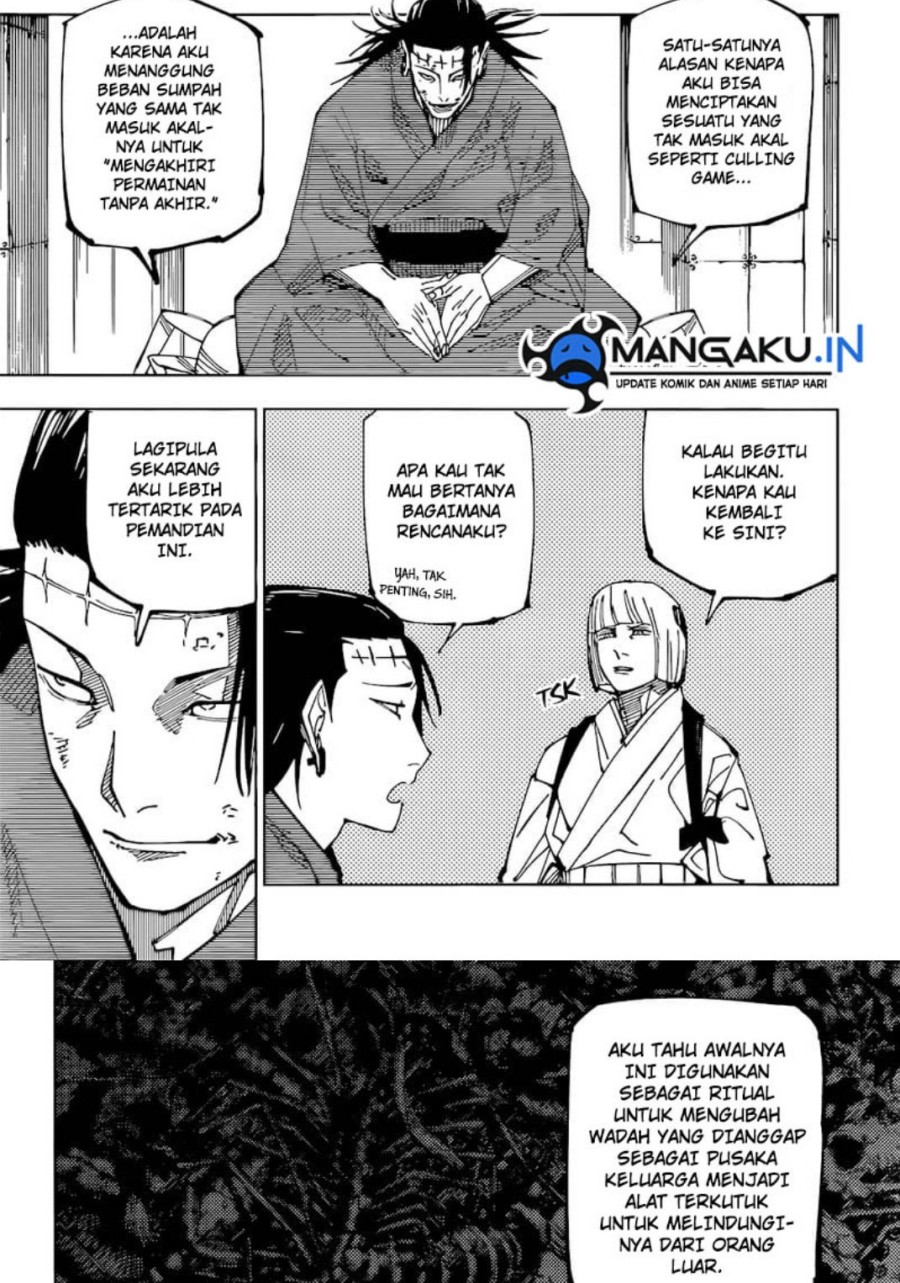 SATU-SATUNYA
ALASAN KENAPA
AKU BISA
MENCIPTAKAN
SESUATU YANG
TAK MASUK AKAL
SEPERTI CULLING
GAME...
...ADALAH
KARENA AKU
MENANGGUNG
BEBAN SUMPAH
YANG SAMA TAK
MASUK AKAL-
NYA UNTUK
"MENGAKHIRI
PERMAINAN
TANPA AKHIR."
MANGAKU.IN
UPDATE KOMIK DAN ANIME SETIAP HARI
KALAU BEGITU
LAKUKAN.
KENAPA KAU
KEMBALI
KE SINI?
TSK
APA KAU TAK
MAU BERTANYA
BAGAIMANA
RENCANAKU?
YAH, TAK
PENTING, SIH.
LAGIPULA
SEKARANG
AKU LEBIH
TERTARIK PADA
PEMANDIAN
INI.
AKU TAHU AWALNYA
INI DIGUNAKAN
SEBAGAI RITUAL
UNTUK MENGUBAH
WADAH YANG DIANGGAP
SEBAGAI PUSAKA
KELUARGA MENJADI
ALAT TERKUTUK
UNTUK MELINDUNGI-
NYA DARI ORANG
LUAR.